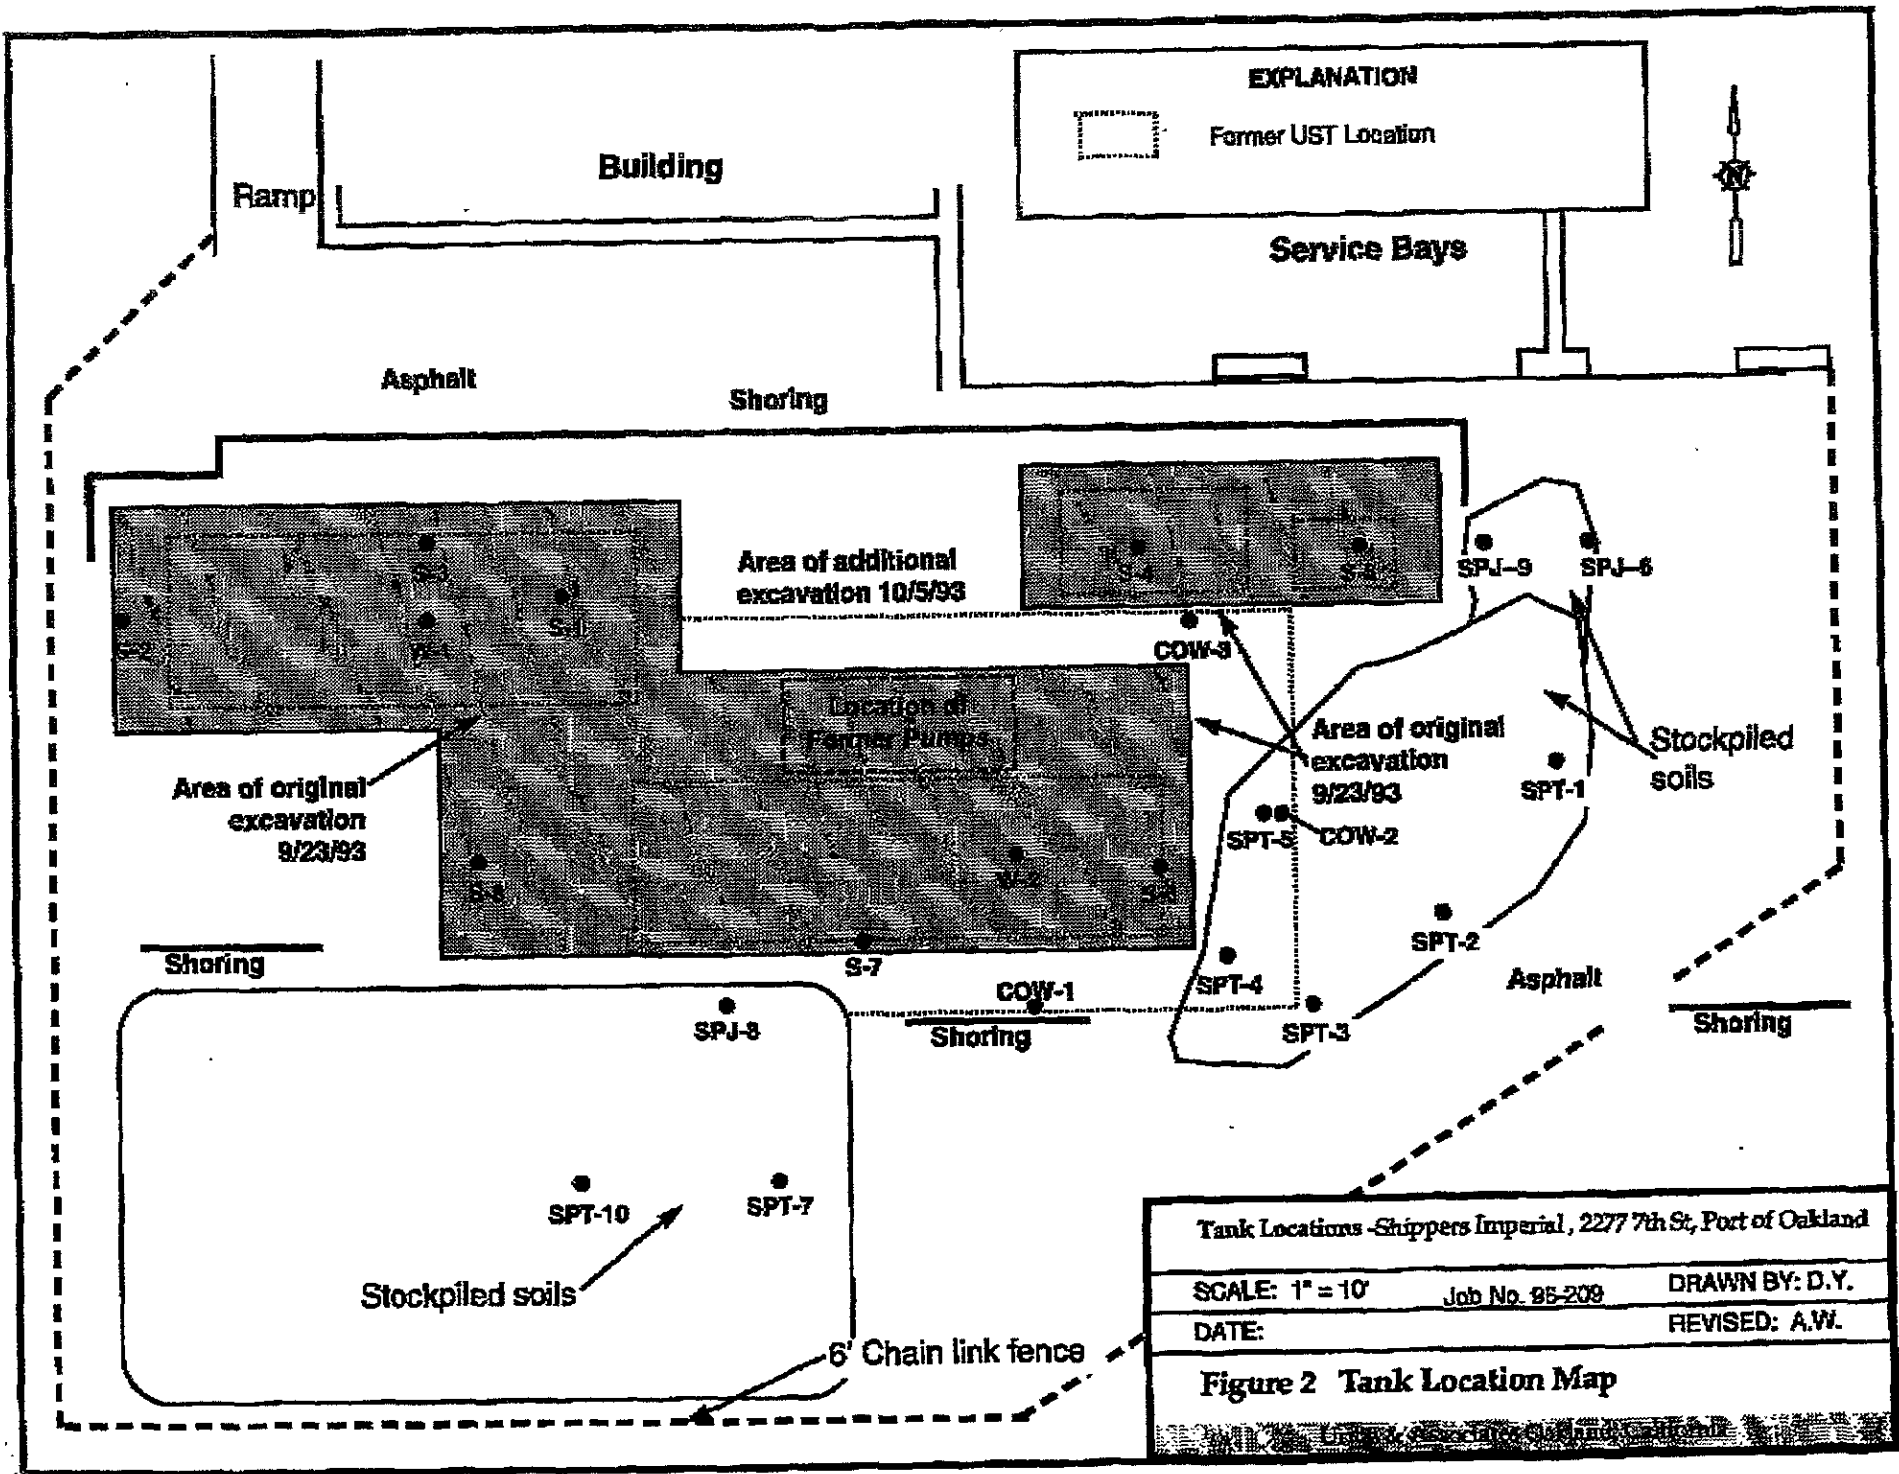 EXPLANATION
Former UST Location
N
Building
Ramp
Service Bays
Asphalt
Shoring
Area of additional
excavation 10/5/93
S-3
S-1
S-2
W-1
S-4
SPJ-9
SPJ-6
COW-3
Location of
Former Pumps
Area of original
excavation
9/23/93
Area of original
excavation
9/23/93
Stockpiled
soils
SPT-1
SPT-5
COW-2
W-2
SPT-2
Shoring
S-7
SPT-4
Asphalt
COW-1
Shoring
SPT-3
Shoring
SPJ-8
SPT-10
SPT-7
Stockpiled soils
6' Chain link fence
Tank Locations -Shippers Imperial, 2277 7th St, Port of Oakland
SCALE: 1" = 10'
Job No. 95-209
DRAWN BY: D.Y.
DATE:
REVISED: A.W.
Figure 2 Tank Location Map
& Associates Oakland, California